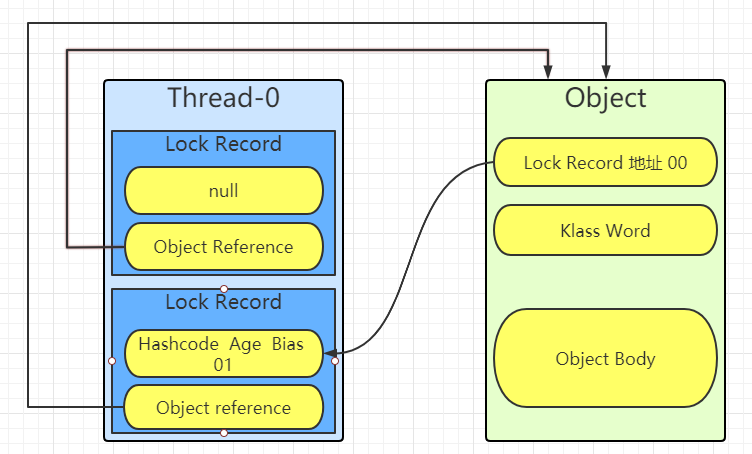 Thread-0
Lock Record
null
Object Reference
Lock Record
Hashcode Age Bias
01
Object reference
Object
Lock Record 地址 00
Klass Word
Object Body